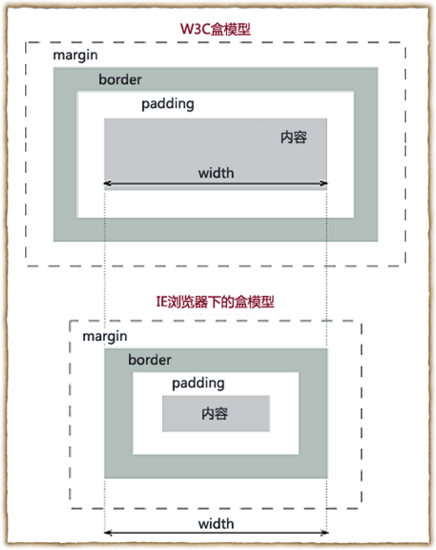 W3C盒模型
margin
border
padding
内容
width
IE浏览器下的盒模型
margin
border
padding
内容
width